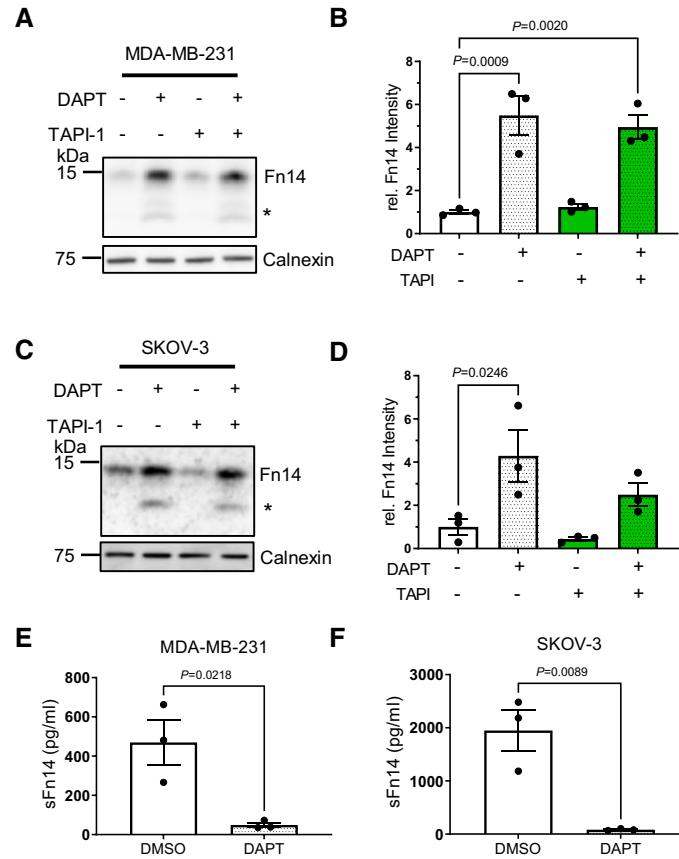 A
MDA-MB-231
DAPT - + - +
TAPI-1 - - + +
kDa
15 Fn14
*
75 Calnexin
B
P=0.0020
P=0.0009
rel. Fn14 Intensity
8
6
4
2
0
DAPT - + - +
TAPI - - + +
C
SKOV-3
DAPT - + - +
TAPI-1 - - + +
kDa
15 Fn14
*
75 Calnexin
D
P=0.0246
rel. Fn14 Intensity
8
6
4
2
0
DAPT - + - +
TAPI - - + +
E
MDA-MB-231
P=0.0218
sFn14 (pg/ml)
800
600
400
200
0
DMSO DAPT
F
SKOV-3
P=0.0089
sFn14 (pg/ml)
3000
2000
1000
0
DMSO DAPT